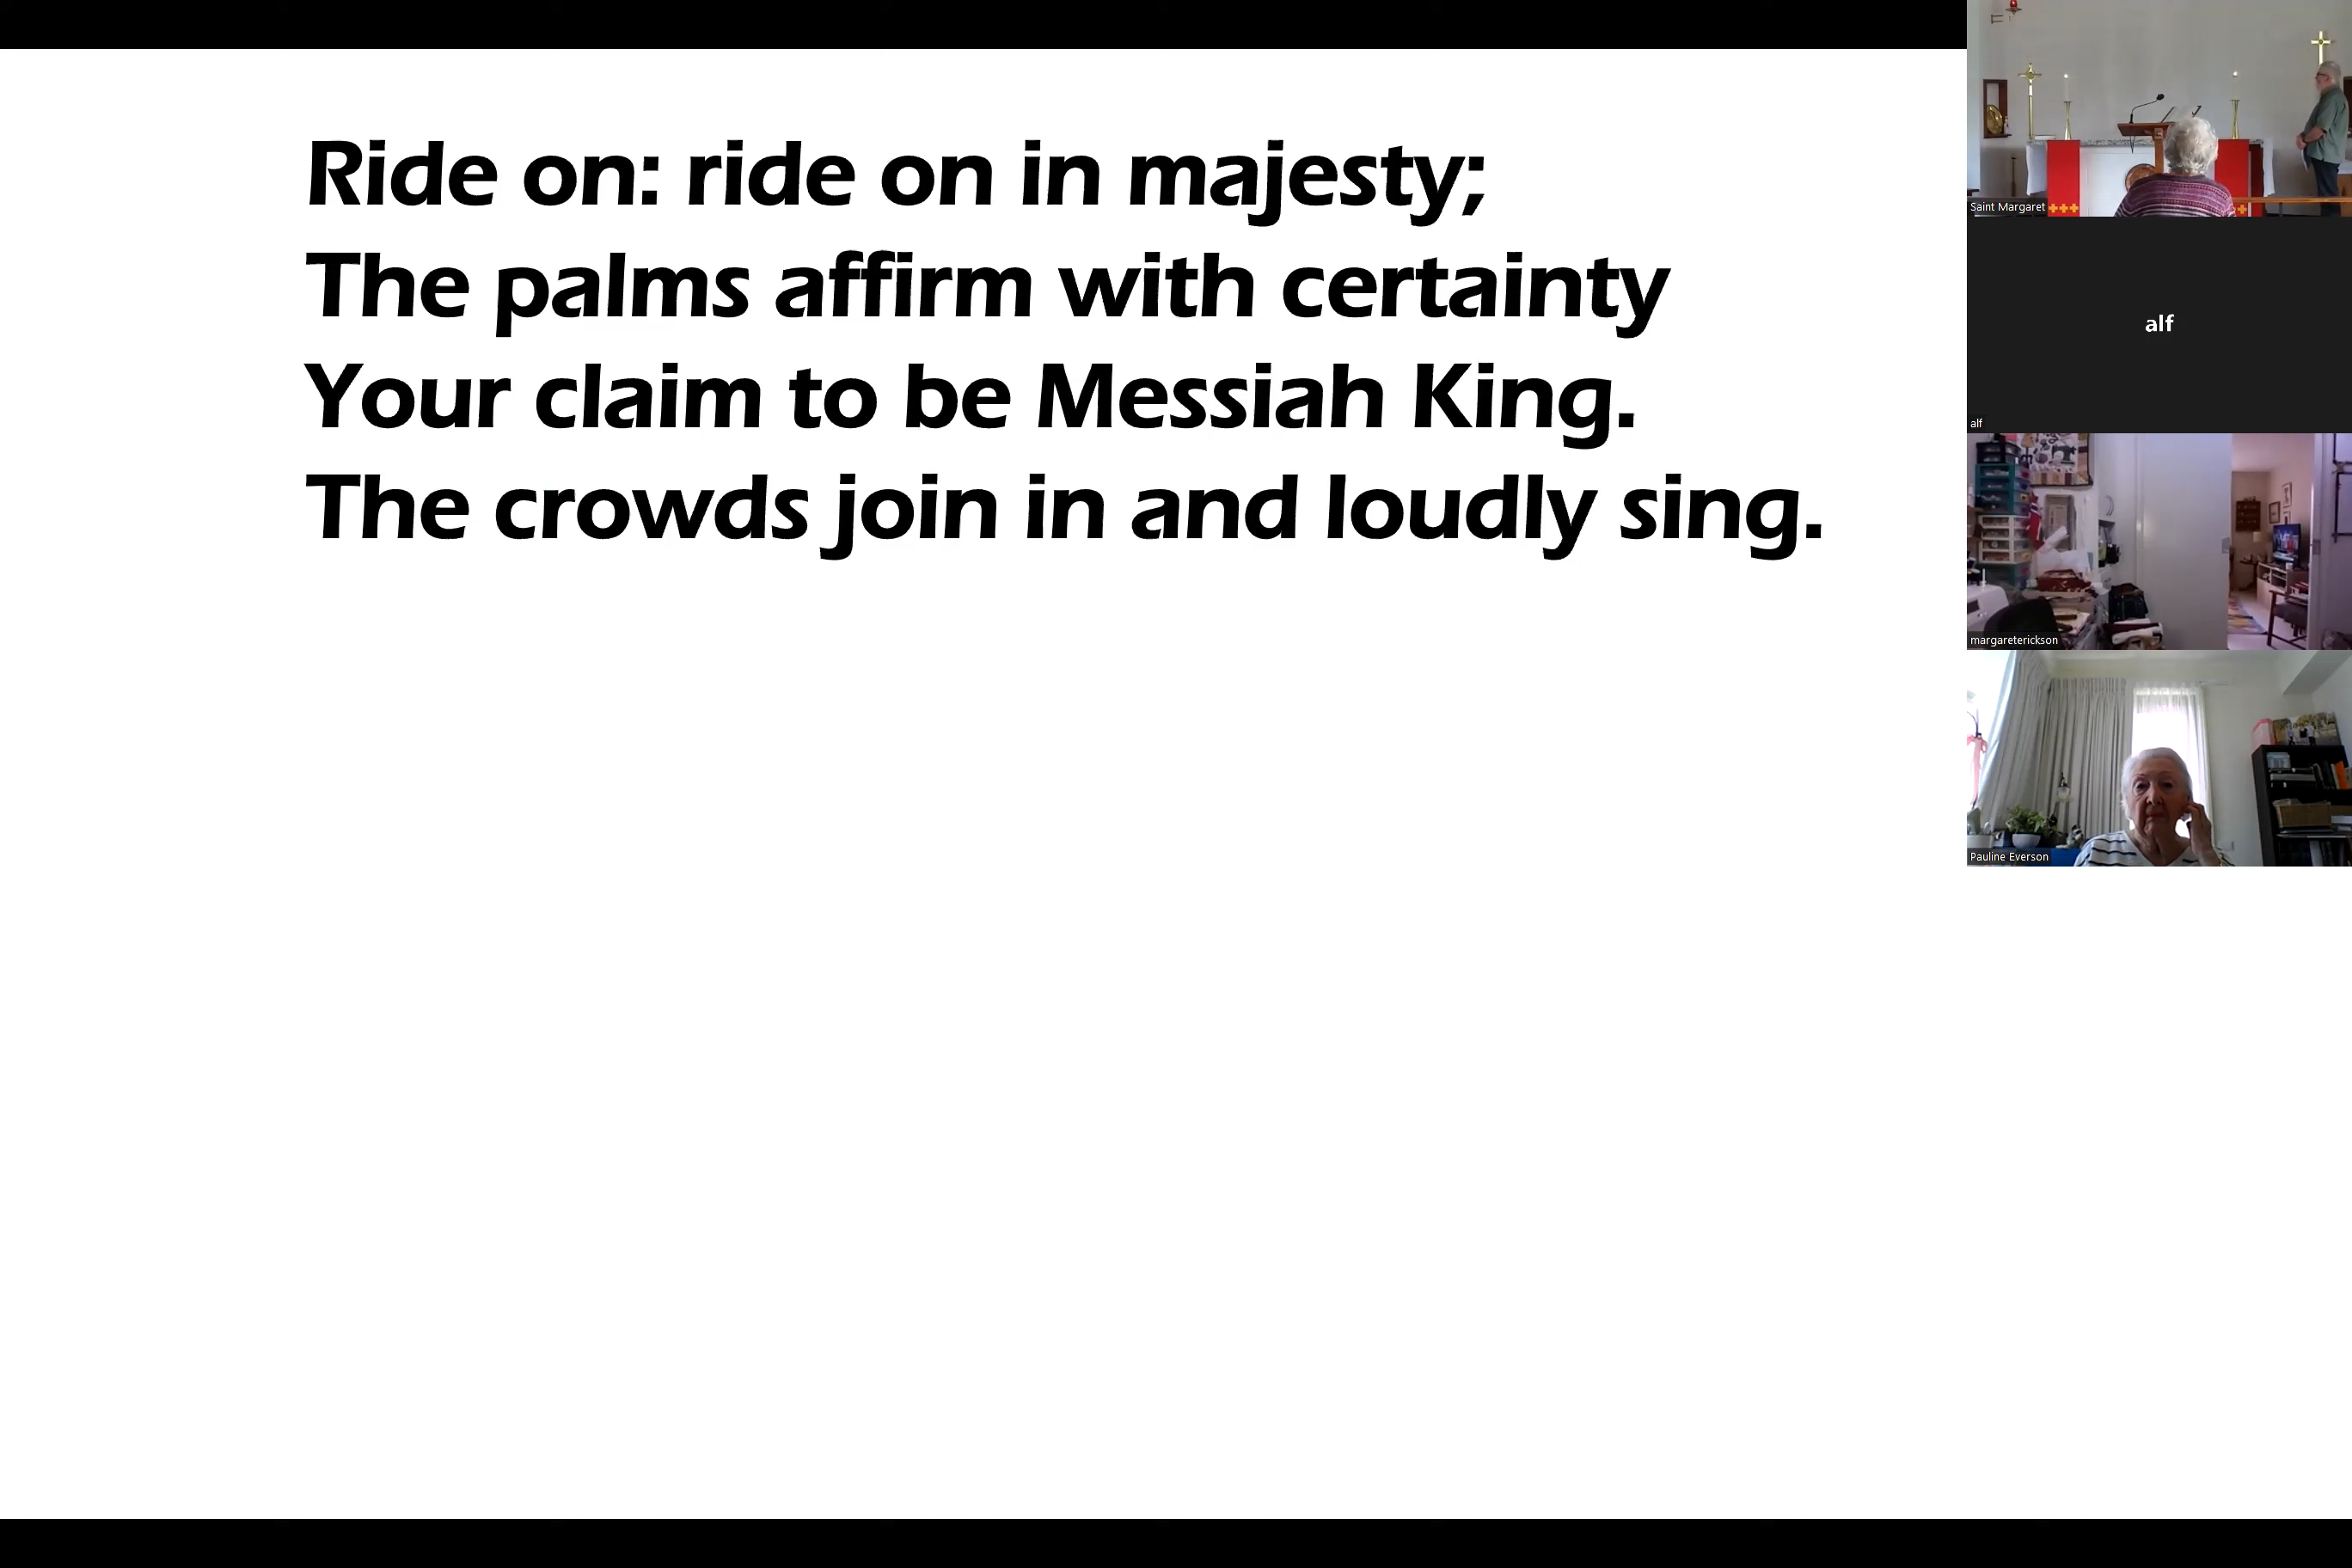 Ride on: ride on in majesty;
The palms affirm with certainty
Your claim to be Messiah King.
The crowds join in and loudly sing.
Saint Margaret
alf
alf
margareterickson
Pauline Everson